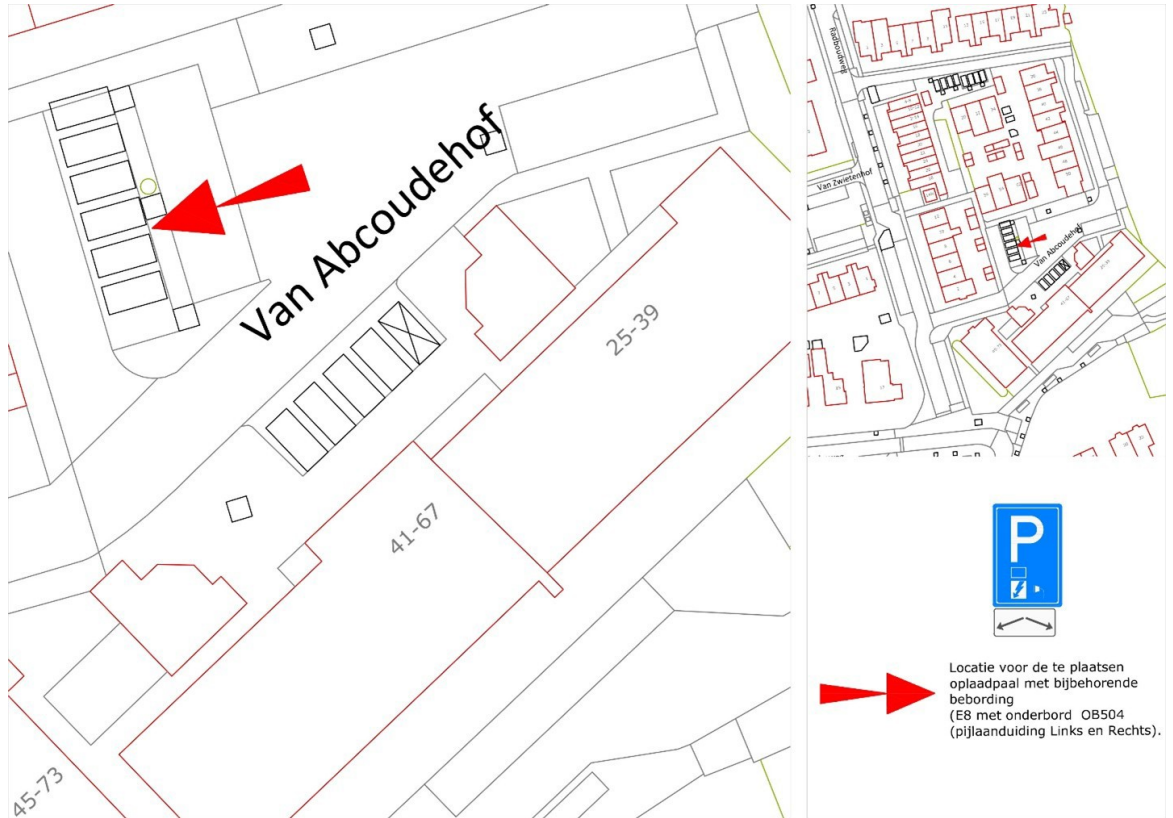 Van Abcoudehof
25-39
41-67
45-73
Radboudweg
Van Zwietenhof
Van Abcoudehof
P
Locatie voor de te plaatsen
oplaadpaal met bijbehorende
bebording
(E8 met onderbord OB504
(pijlaanduiding Links en Rechts).